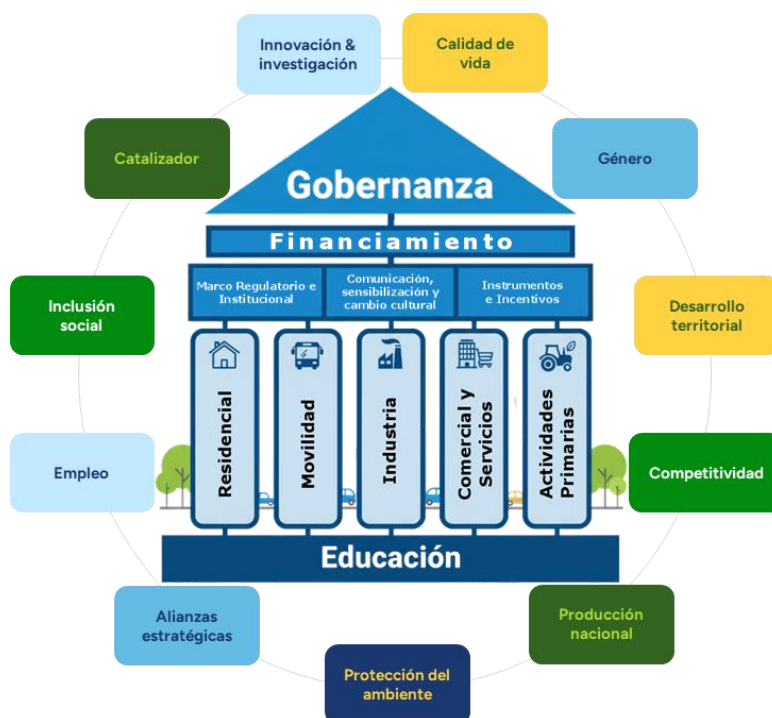 Innovación &
investigación
Calidad de
vida
Catalizador
Género
Gobernanza
Financiamiento
Marco Regulatorio e
Institucional
Comunicación,
sensibilización y
cambio cultural
Instrumentos
e Incentivos
Inclusión
social
Desarrollo
territorial
Residencial
Movilidad
Industria
Comercial y
Servicios
Actividades
Primarias
Empleo
Competitividad
Educación
Alianzas
estratégicas
Producción
nacional
Protección del
ambiente